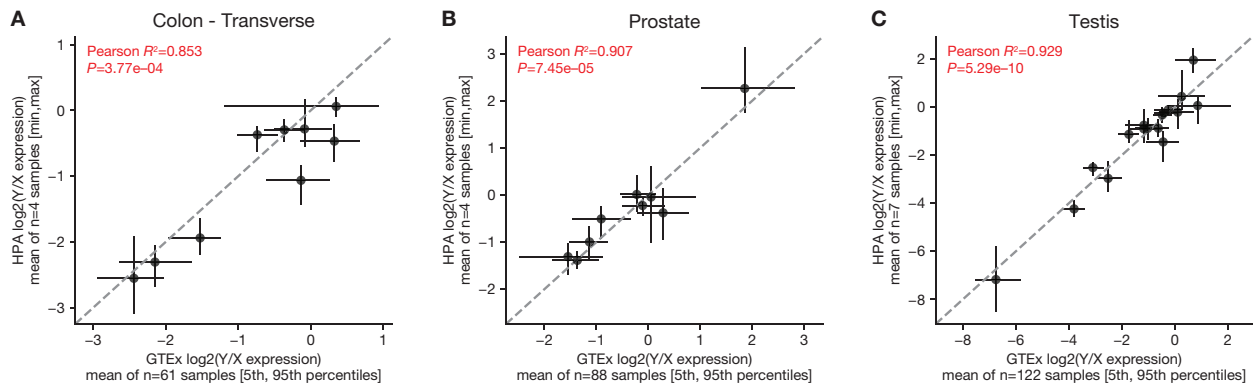 A
Colon - Transverse
Pearson R²=0.853
P=3.77e–04
HPA log2(Y/X expression)
mean of n=4 samples [min,max]
1
0
−1
−2
−3
−3
−2
−1
0
1
GTEx log2(Y/X expression)
mean of n=61 samples [5th, 95th percentiles]
B
Prostate
Pearson R²=0.907
P=7.45e–05
HPA log2(Y/X expression)
mean of n=4 samples [min,max]
3
2
1
0
−1
−2
−2
−1
0
1
2
3
GTEx log2(Y/X expression)
mean of n=88 samples [5th, 95th percentiles]
C
Testis
Pearson R²=0.929
P=5.29e–10
HPA log2(Y/X expression)
mean of n=7 samples [min,max]
2
0
−2
−4
−6
−8
−8
−6
−4
−2
0
2
GTEx log2(Y/X expression)
mean of n=122 samples [5th, 95th percentiles]